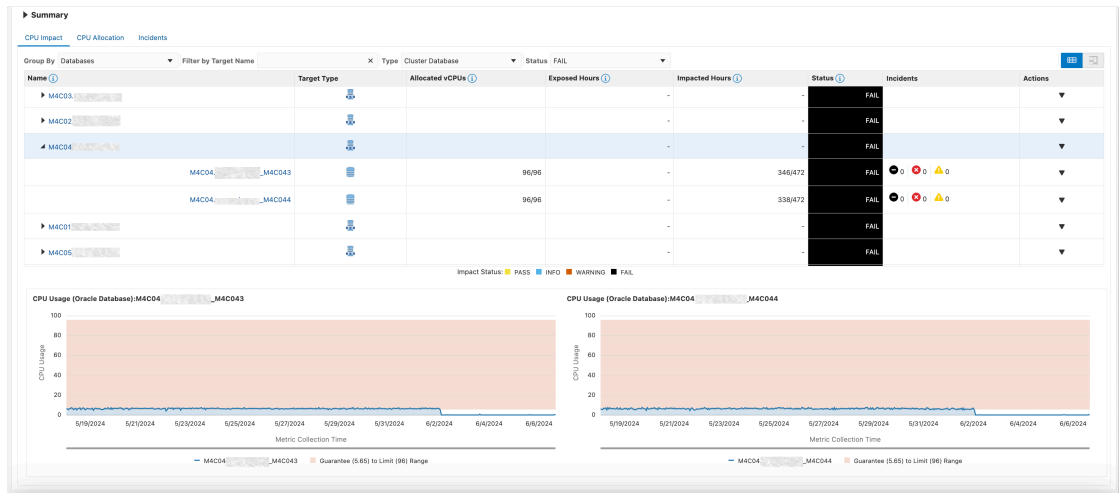 Summary
CPU Impact CPU Allocation Incidents
Group By Databases Filter by Target Name × Type Cluster Database Status FAIL
Name Target Type Allocated vCPUs Exposed Hours Impacted Hours Status Incidents Actions
M4C03. - - FAIL
M4C02 - - FAIL
M4C04 - - FAIL
M4C04. _M4C043 96/96 - 346/472 FAIL 0 0 0
M4C04. _M4C044 96/96 - 338/472 FAIL 0 0 0
M4C01 - - FAIL
M4C05 - - FAIL
Impact Status: PASS INFO WARNING FAIL
CPU Usage (Oracle Database):M4C04 _M4C043
100
80
60
40
20
0
CPU Usage
5/19/2024 5/21/2024 5/23/2024 5/25/2024 5/27/2024 5/29/2024 5/31/2024 6/2/2024 6/4/2024 6/6/2024
Metric Collection Time
M4C04 _M4C043 Guarantee (5.65) to Limit (96) Range
CPU Usage (Oracle Database):M4C04 _M4C044
100
80
60
40
20
0
CPU Usage
5/19/2024 5/21/2024 5/23/2024 5/25/2024 5/27/2024 5/29/2024 5/31/2024 6/2/2024 6/4/2024 6/6/2024
Metric Collection Time
M4C04 _M4C044 Guarantee (5.65) to Limit (96) Range